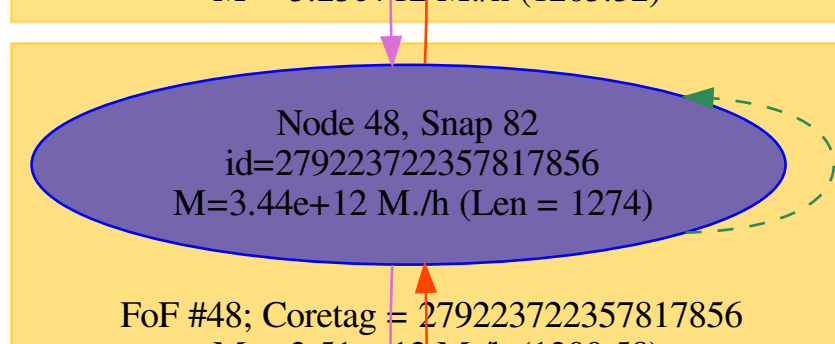 Node 48, Snap 82
id=279223722357817856
M=3.44e+12 M./h (Len = 1274)
FoF #48; Coretag = 279223722357817856